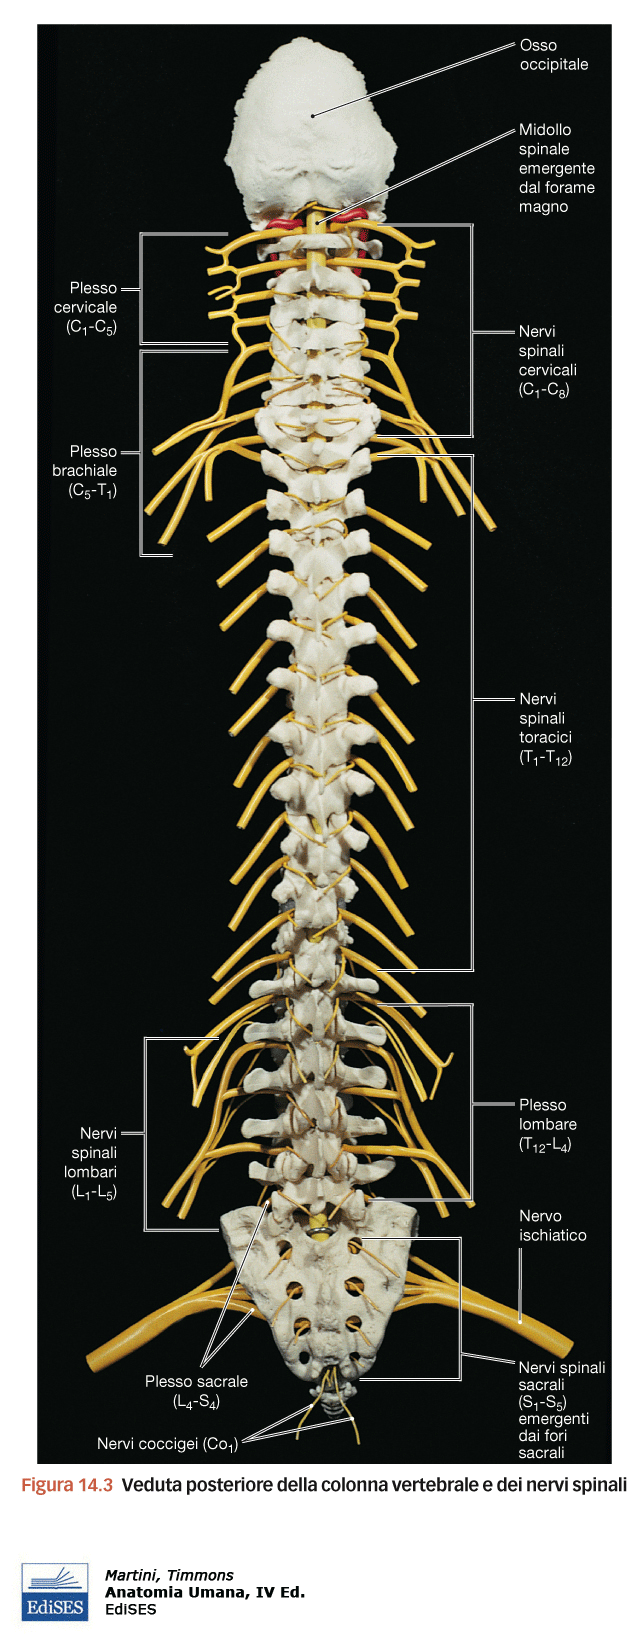 Osso
occipitale
Midollo
spinale
emergente
dal forame
magno
Plesso
cervicale
(C1-C5)
Nervi
spinali
cervicali
(C1-C8)
Plesso
brachiale
(C5-T1)
Nervi
spinali
toracici
(T1-T12)
Plesso
lombare
(T12-L4)
Nervi
spinali
lombari
(L1-L5)
Nervo
ischiatico
Plesso sacrale
(L4-S4)
Nervi spinali
sacrali
(S1-S5)
emergenti
dai fori
sacrali
Nervi coccigei (Co1)
Figura 14.3 Veduta posteriore della colonna vertebrale e dei nervi spinali
EdiSES
Martini, Timmons
Anatomia Umana, IV Ed.
EdiSES